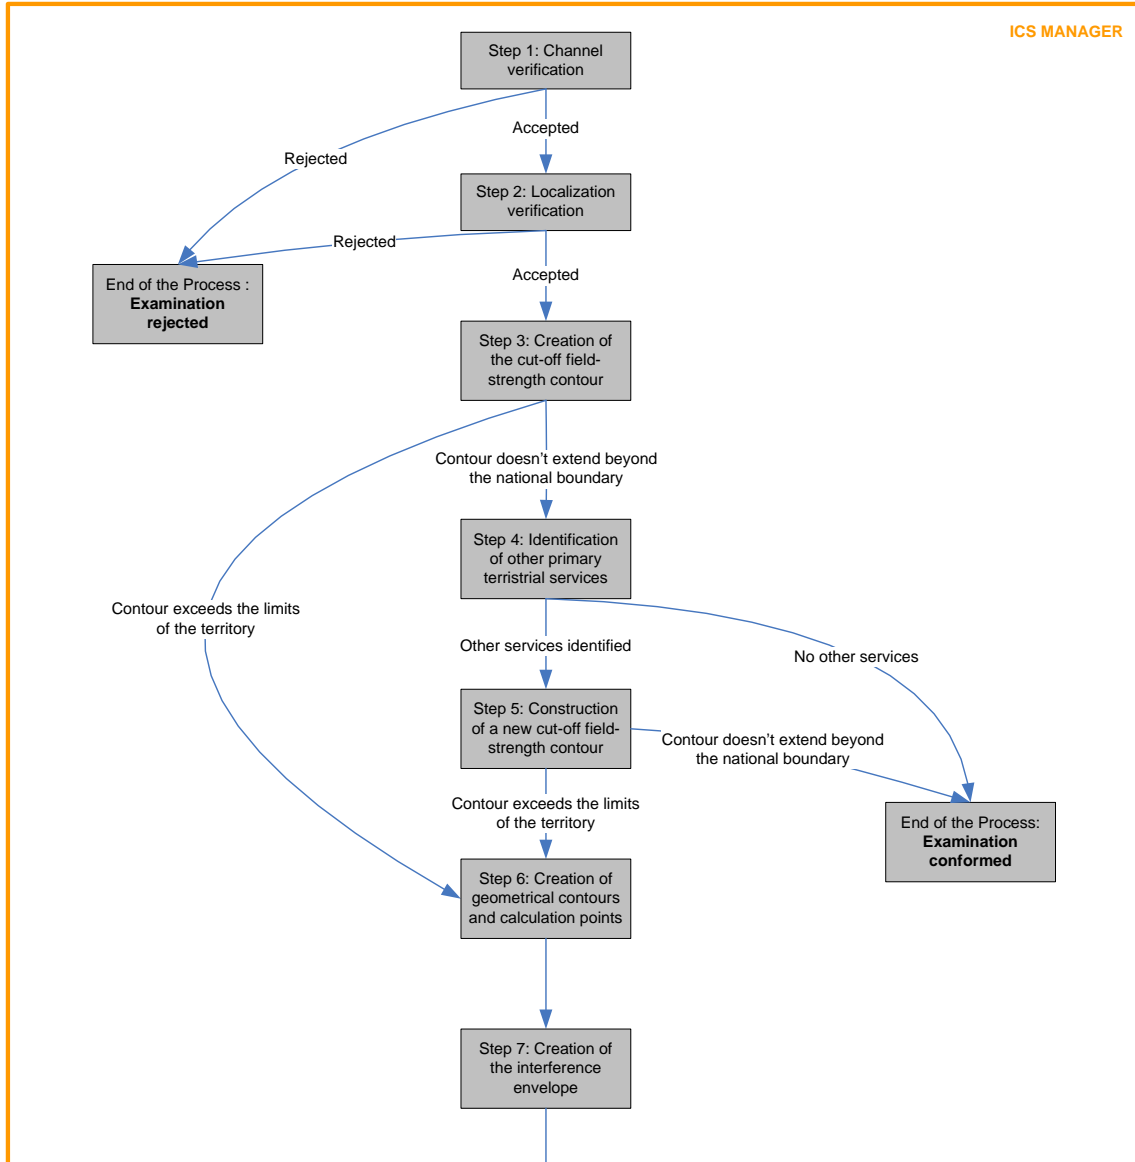 ICS MANAGER
Step 1: Channel
verification
Accepted
Rejected
Step 2: Localization
verification
Rejected
Accepted
End of the Process :
Examination
rejected
Step 3: Creation of
the cut-off field-
strength contour
Contour doesn't extend beyond
the national boundary
Step 4: Identification
of other primary
terristrial services
Contour exceeds the limits
of the territory
Other services identified
No other services
Step 5: Construction
of a new cut-off field-
strength contour
Contour doesn't extend beyond
the national boundary
Contour exceeds the limits
of the territory
End of the Process:
Examination
conformed
Step 6: Creation of
geometrical contours
and calculation points
Step 7: Creation of
the interference
envelope